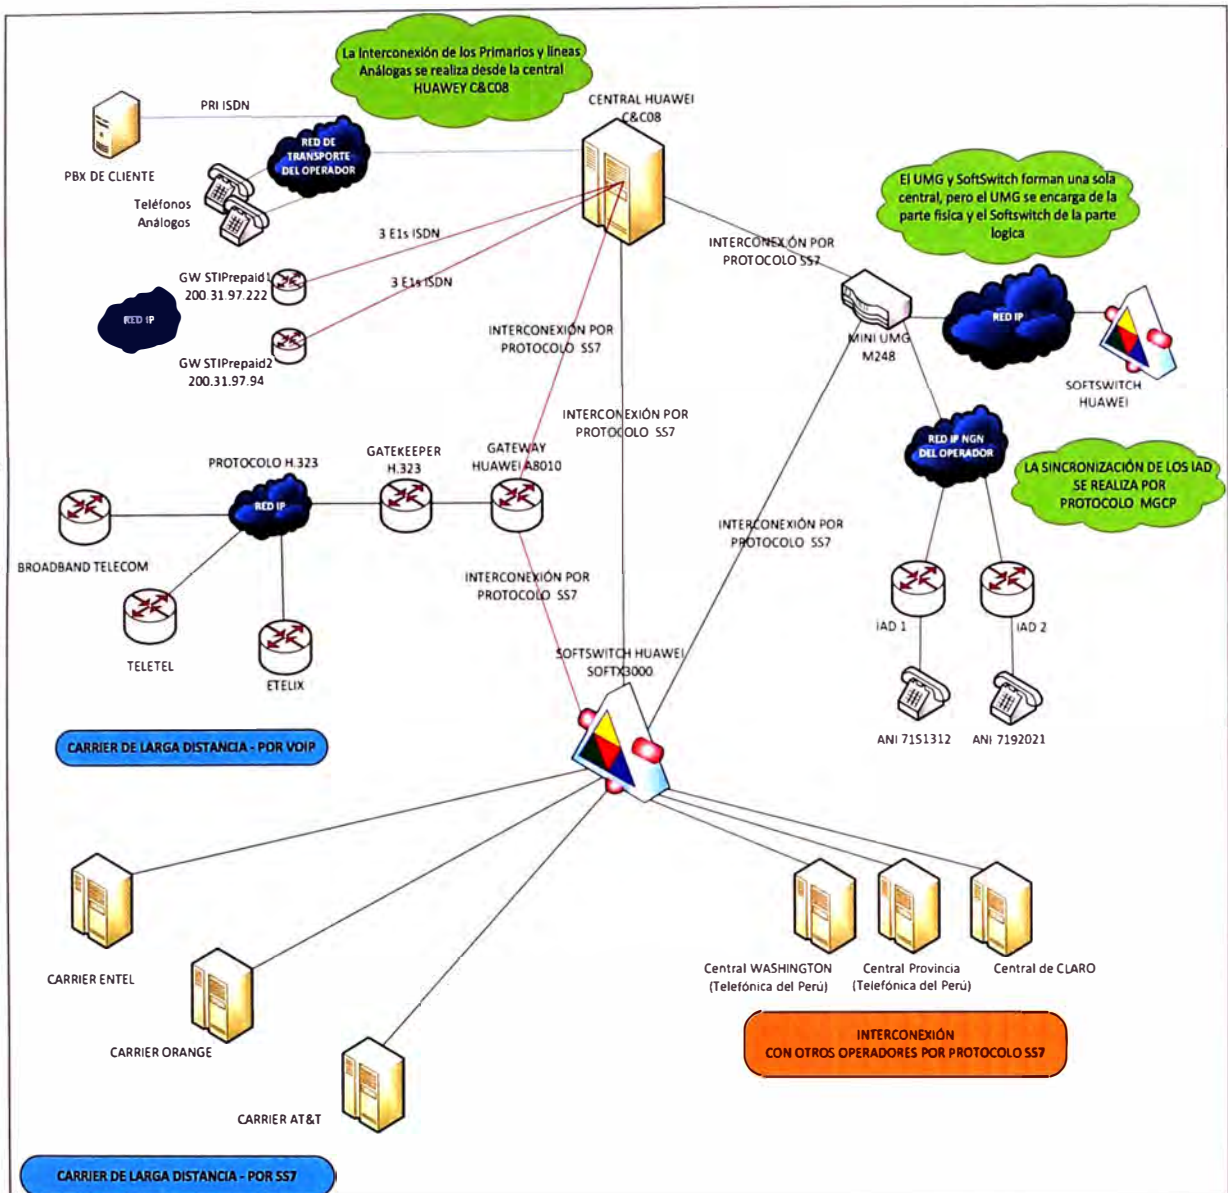 La Interconexión de los Primarios y líneas
Análogas se realiza desde la central
HUAWEY C&C08
PRI ISDN
CENTRAL HUAWEI
C&C08
RED DE
TRANSPORTE
DEL OPERADOR
PBX DE CLIENTE
Teléfonos
Análogos
El UMG y SoftSwitch forman una sola
central, pero el UMG se encarga de la
parte fisica y el Softswitch de la parte
logica
3 E1s ISDN
INTERCONEXIÓN POR
PROTOCOLO SS7
GW STIPrepaid1
200.31.97.222
3 E1s ISDN
RED IP
RED IP
INTERCONEXIÓN POR
PROTOCOLO SS7
MINI UMG
M248
GW STIPrepaid2
200.31.97.94
SOFTSWITCH
HUAWEI
INTERCONEXIÓN POR
PROTOCOLO SS7
RED IP NGN
DEL OPERADOR
PROTOCOLO H.323
GATEKEEPER
H.323
GATEWAY
HUAWEI A8010
LA SINCRONIZACIÓN DE LOS IAD
SE REALIZA POR
PROTOCOLO MGCP
RED IP
INTERCONEXIÓN POR
PROTOCOLO SS7
BROADBAND TELECOM
INTERCONEXIÓN POR
PROTOCOLO SS7
IAD 1
IAD 2
TELETEL
ETELIX
SOFTSWITCH HUAWEI
SOFTX3000
ANI 7151312
ANI 7192021
CARRIER DE LARGA DISTANCIA - POR VOIP
CARRIER ENTEL
Central WASHINGTON
(Telefónica del Perú)
Central Provincia
(Telefónica del Perú)
Central de CLARO
CARRIER ORANGE
INTERCONEXIÓN
CON OTROS OPERADORES POR PROTOCOLO SS7
CARRIER AT&T
CARRIER DE LARGA DISTANCIA - POR SS7